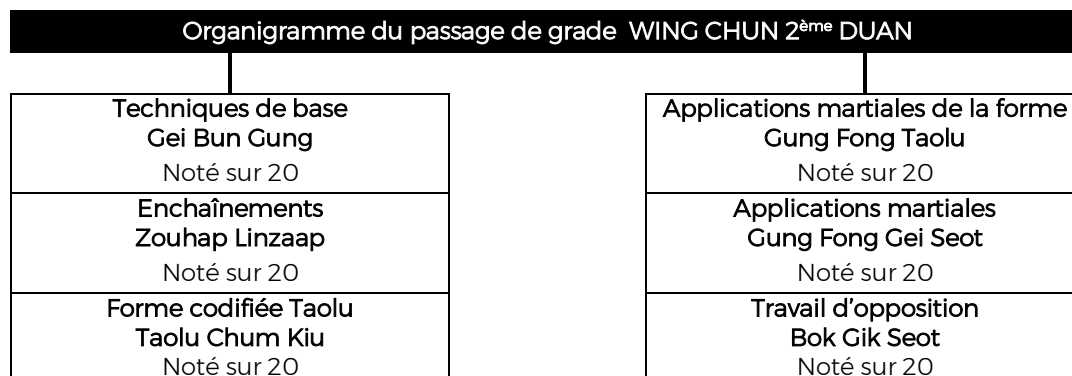 Organigramme du passage de grade WING CHUN 2ème DUAN
Techniques de base
Gei Bun Gung
Noté sur 20
Enchaînements
Zouhap Linzaap
Noté sur 20
Forme codifiée Taolu
Taolu Chum Kiu
Noté sur 20
Applications martiales de la forme
Gung Fong Taolu
Noté sur 20
Applications martiales
Gung Fong Gei Seot
Noté sur 20
Travail d’opposition
Bok Gik Seot
Noté sur 20